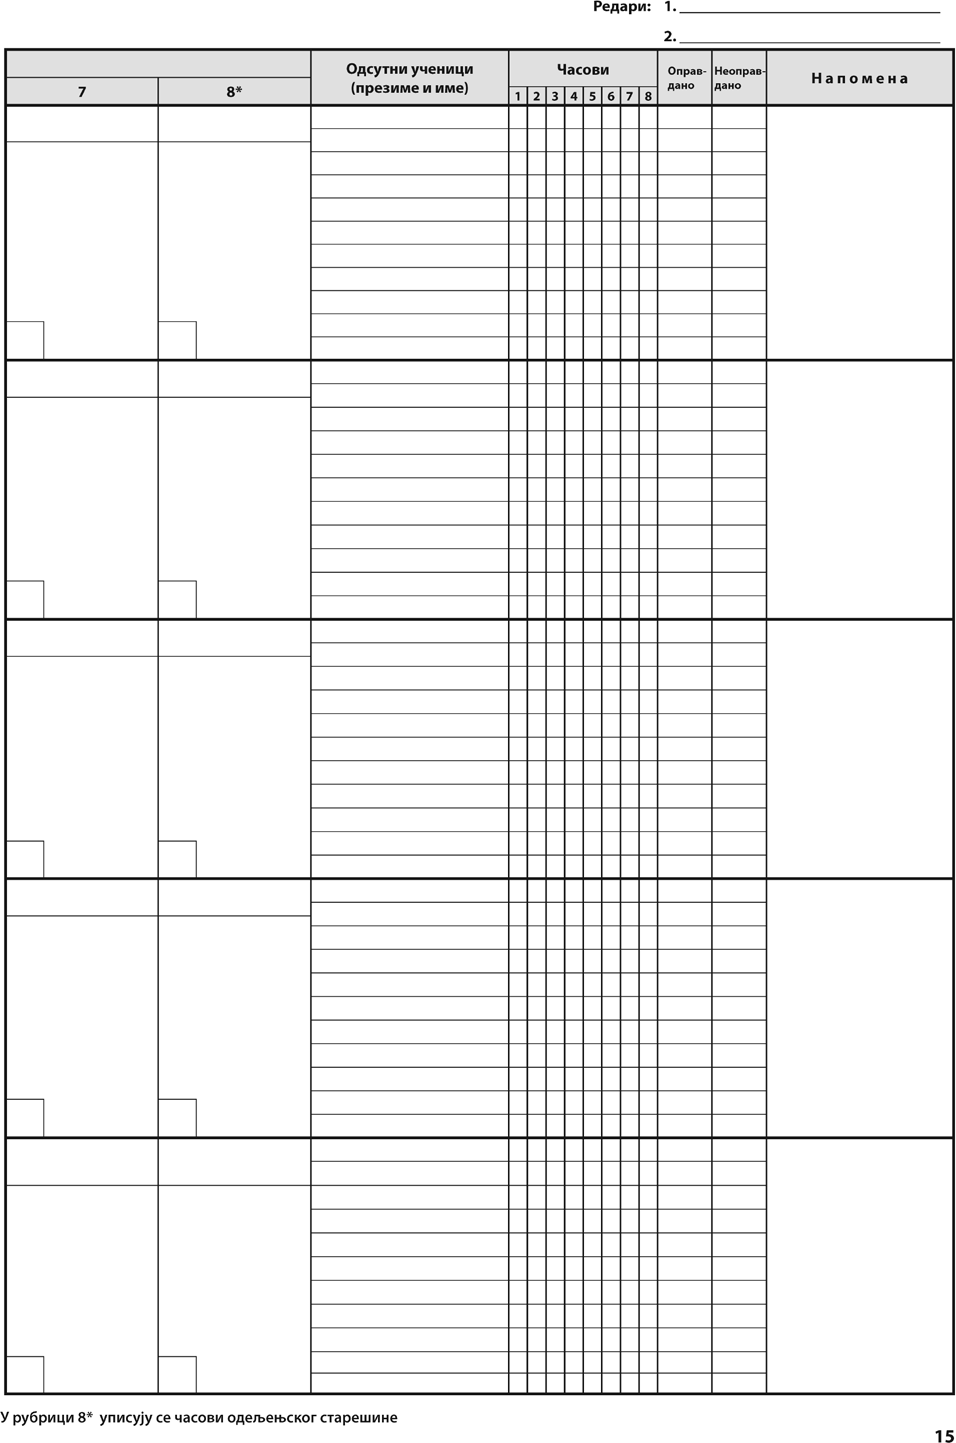 Редари: 1.
2.
7
8*
Одсутни ученици
(презиме и име)
Часови
1 2 3 4 5 6 7 8
Оправ-
дано
Неоправ-
дано
Напомена
У рубрици 8* уписују се часови одељењског старешине
15